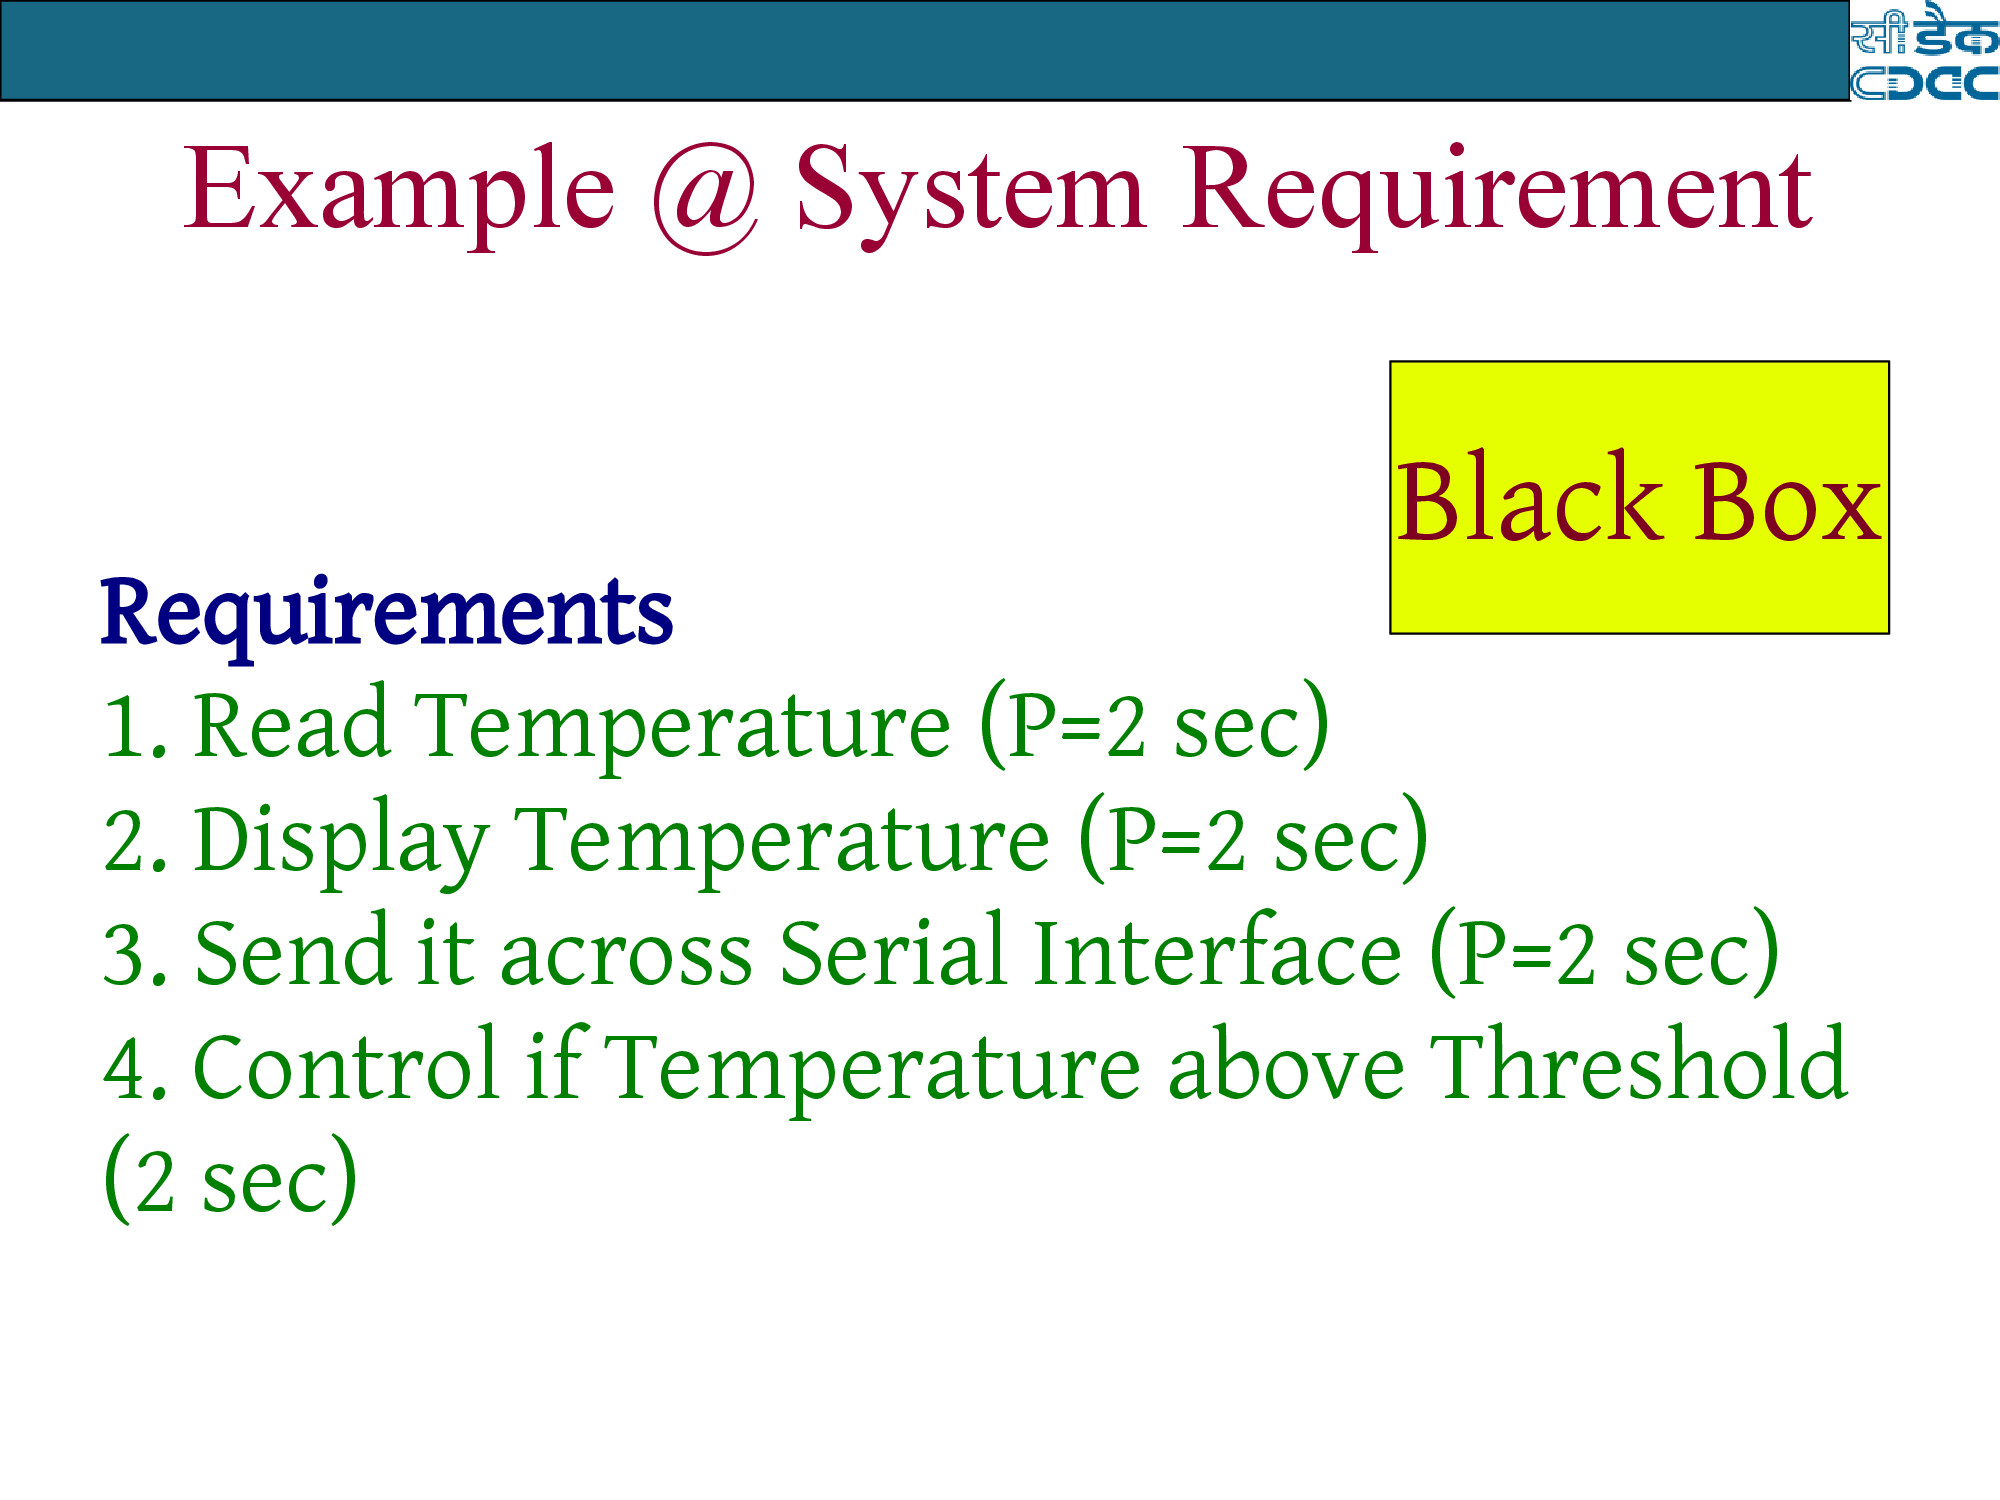 सी डैक
CDAC
Example @ System Requirement
Black Box
Requirements
1. Read Temperature (P=2 sec)
2. Display Temperature (P=2 sec)
3. Send it across Serial Interface (P=2 sec)
4. Control if Temperature above Threshold
(2 sec)